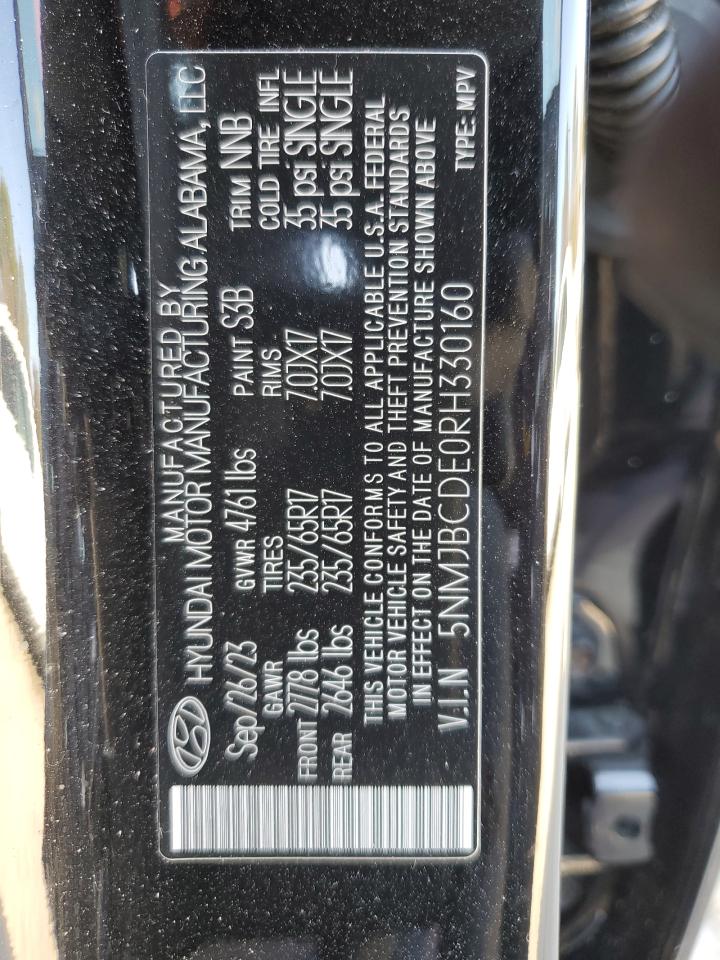 MANUFACTURED BY
HYUNDAI MOTOR MANUFACTURING ALABAMA, LLC
Sep/26/23 GVWR 4761 lbs PAINT S3B TRIM NNB
GAWR TIRES RIMS COLD TIRE INFL
FRONT 2778 lbs 235/65R17 7.0JX17 35 psi SINGLE
REAR 2646 lbs 235/65R17 7.0JX17 35 psi SINGLE
THIS VEHICLE CONFORMS TO ALL APPLICABLE U.S.A. FEDERAL
MOTOR VEHICLE SAFETY AND THEFT PREVENTION STANDARDS
IN EFFECT ON THE DATE OF MANUFACTURE SHOWN ABOVE
V.I.N 5NMJBCDE0RH330160 TYPE: MPV